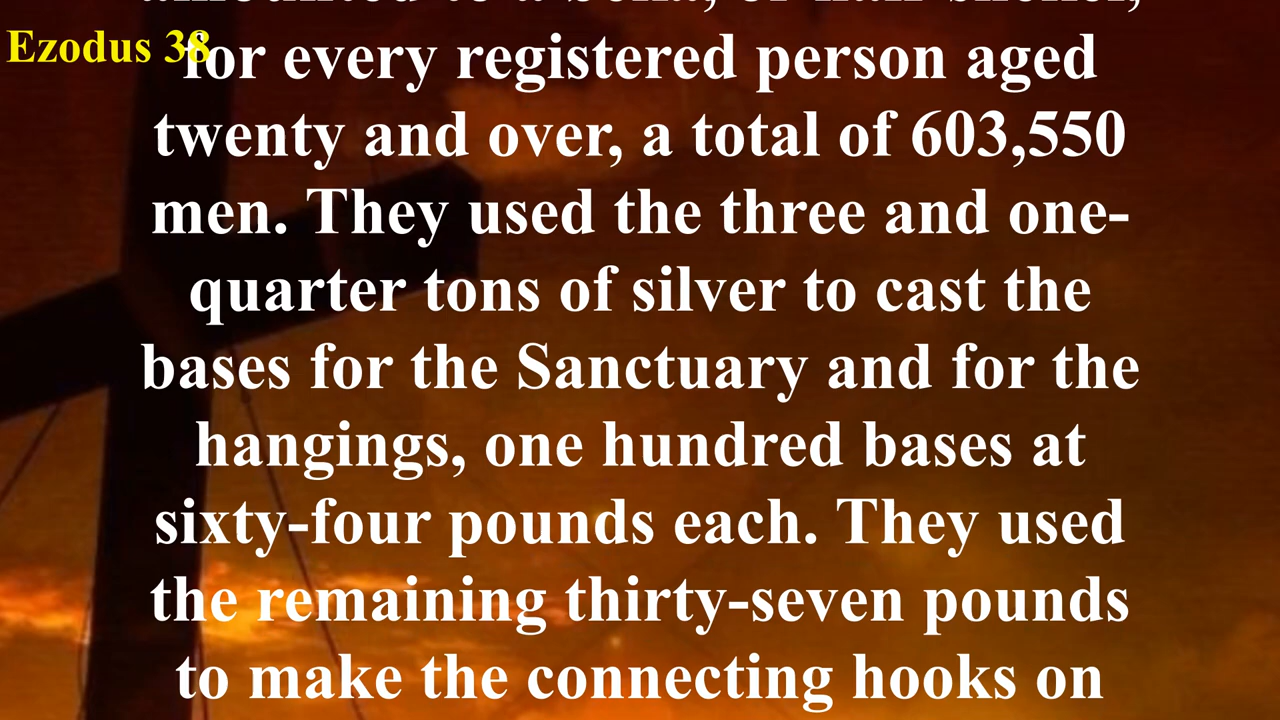 Ezodus 38
for every registered person aged
twenty and over, a total of 603,550
men. They used the three and one-
quarter tons of silver to cast the
bases for the Sanctuary and for the
hangings, one hundred bases at
sixty-four pounds each. They used
the remaining thirty-seven pounds
to make the connecting hooks on